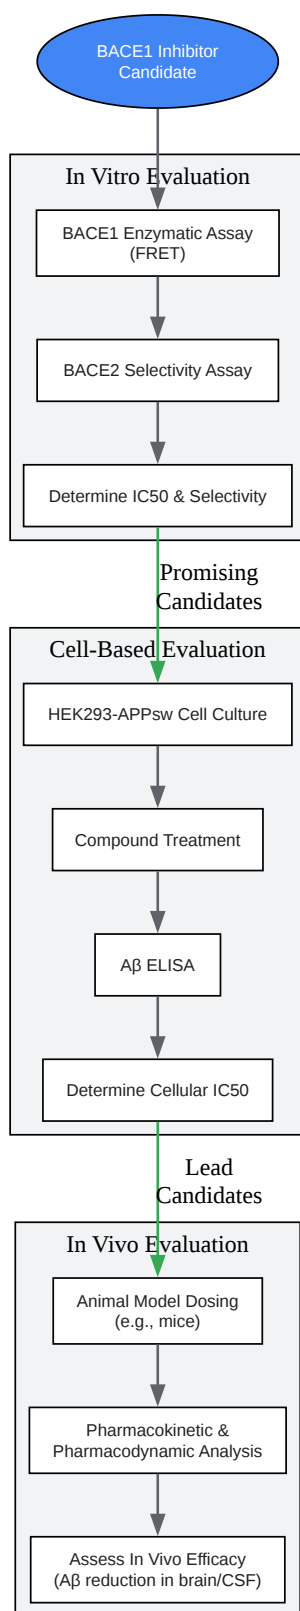 BACE1 Inhibitor
Candidate
In Vitro Evaluation
BACE1 Enzymatic Assay
(FRET)
BACE2 Selectivity Assay
Determine IC50 & Selectivity
Promising
Candidates
Cell-Based Evaluation
HEK293-APPsw Cell Culture
Compound Treatment
Aβ ELISA
Determine Cellular IC50
Lead
Candidates
In Vivo Evaluation
Animal Model Dosing
(e.g., mice)
Pharmacokinetic &
Pharmacodynamic Analysis
Assess In Vivo Efficacy
(Aβ reduction in brain/CSF)